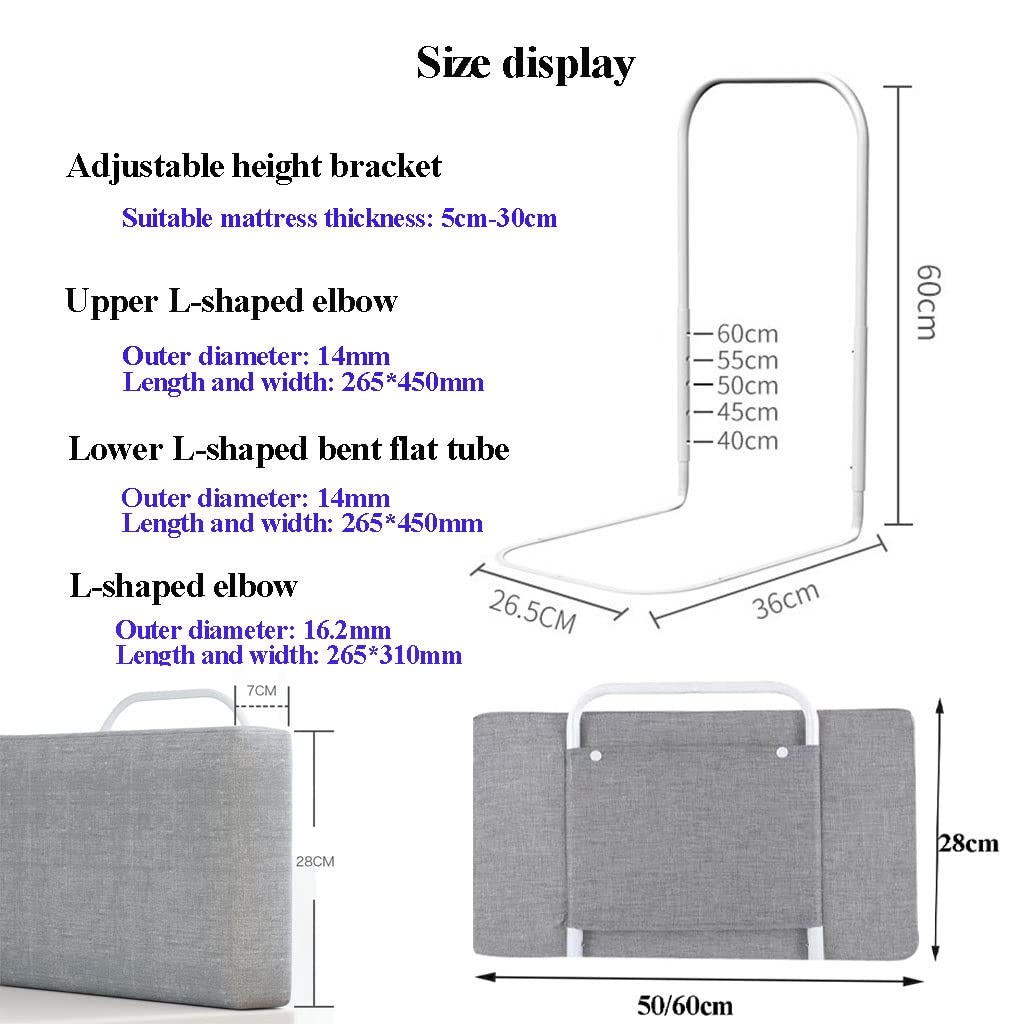 Size display
Adjustable height bracket
Suitable mattress thickness: 5cm-30cm
Upper L-shaped elbow
Outer diameter: 14mm
Length and width: 265*450mm
Lower L-shaped bent flat tube
Outer diameter: 14mm
Length and width: 265*450mm
L-shaped elbow
Outer diameter: 16.2mm
Length and width: 265*310mm
60cm
60cm
55cm
50cm
45cm
40cm
26.5CM
36cm
7CM
28CM
28cm
50/60cm